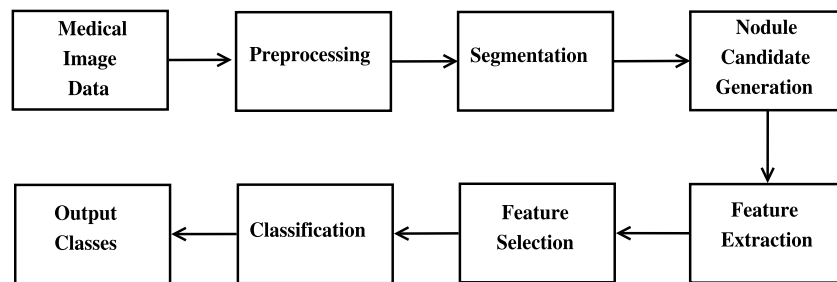 Medical
Image
Data
Preprocessing
Segmentation
Nodule
Candidate
Generation
Feature
Extraction
Feature
Selection
Classification
Output
Classes